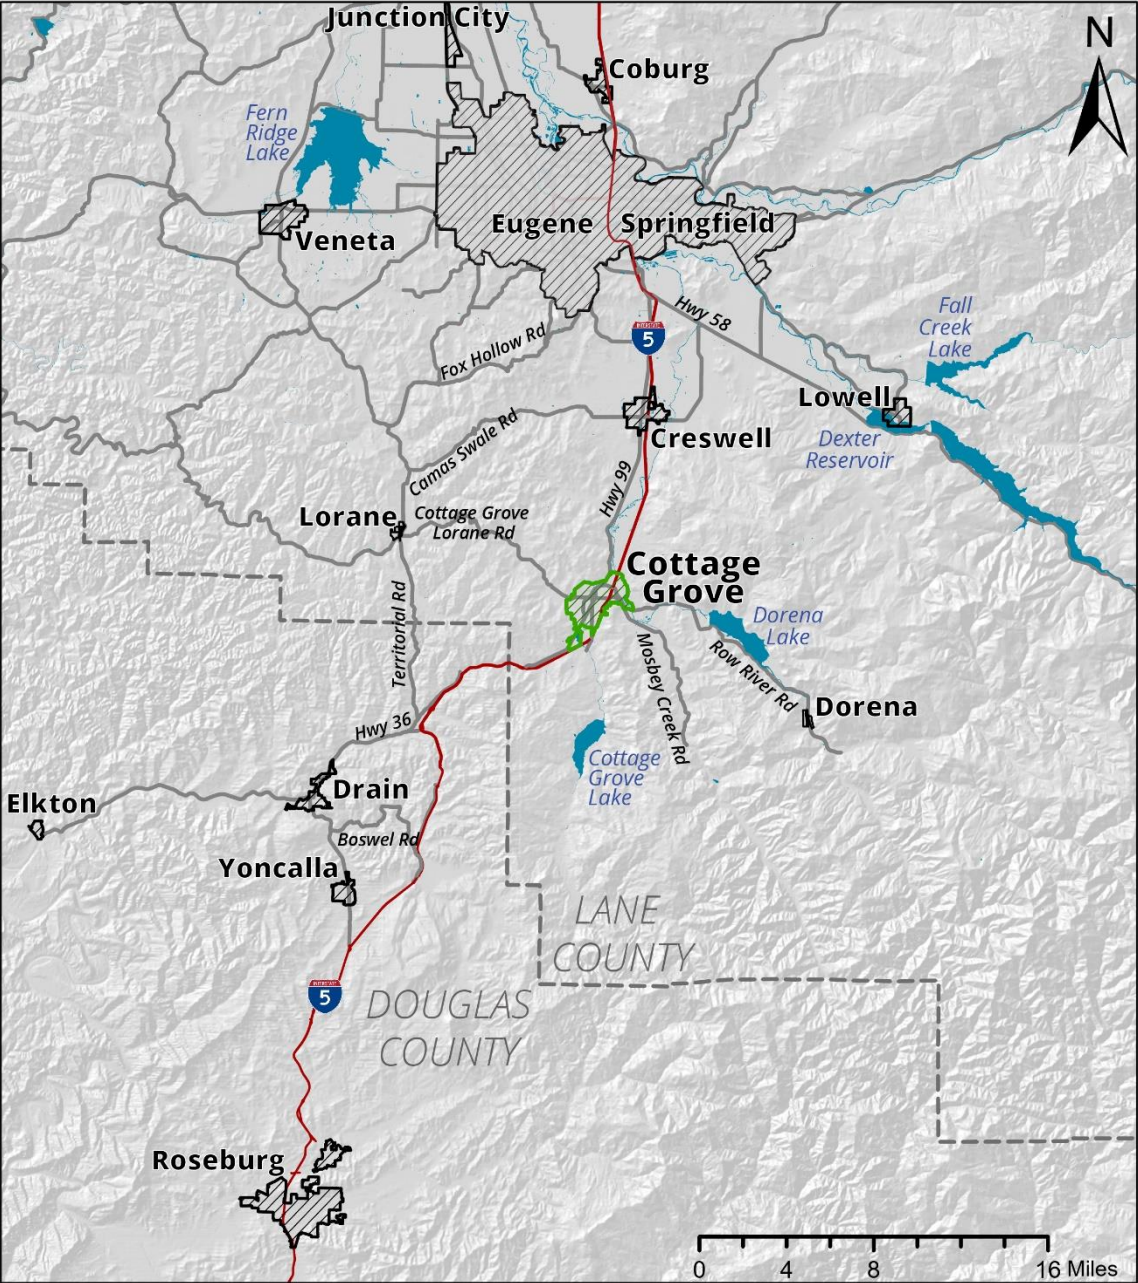 Junction City
N
Coburg
Fern
Ridge
Lake
Eugene
Springfield
Veneta
Hwy 58
Fall
Creek
Lake
INTERSTATE
5
Fox Hollow Rd
Lowell
Camas Swale Rd
Creswell
Dexter
Reservoir
Hwy 99
Lorane
Cottage Grove
Lorane Rd
Cottage
Grove
Territorial Rd
Dorena
Lake
Mosbey Creek Rd
Row River Rd
Dorena
Hwy 36
Cottage
Grove
Lake
Drain
Elkton
Boswel Rd
Yoncalla
LANE
COUNTY
INTERSTATE
5
DOUGLAS
COUNTY
Roseburg
0 4 8 16 Miles